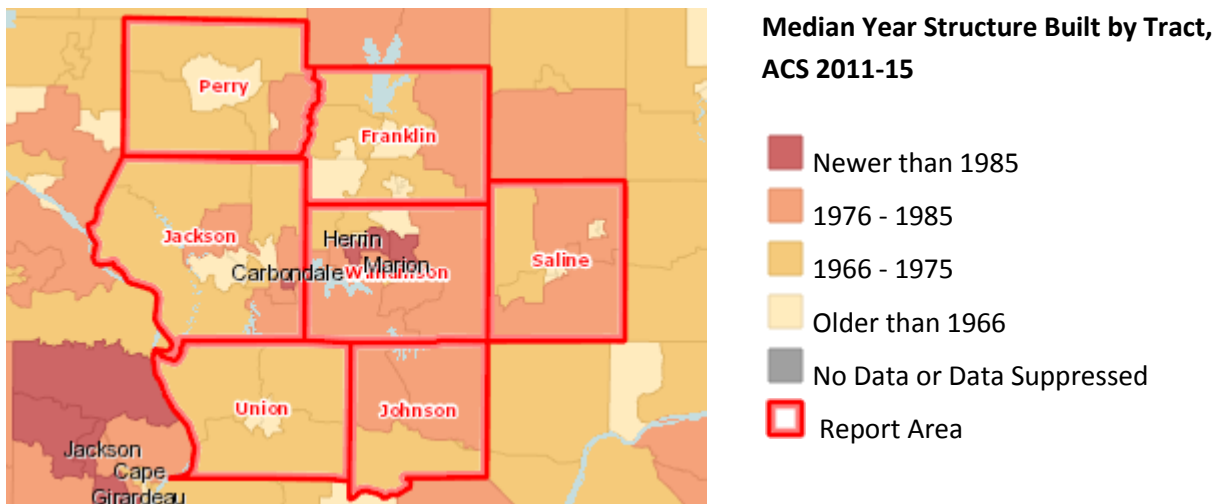 Median Year Structure Built by Tract,
ACS 2011-15
Newer than 1985
1976 - 1985
1966 - 1975
Older than 1966
No Data or Data Suppressed
Report Area
Perry
Franklin
Jackson
Herrin
Carbondale Williamson
Marion
Saline
Union
Johnson
Jackson
Cape
Girardeau